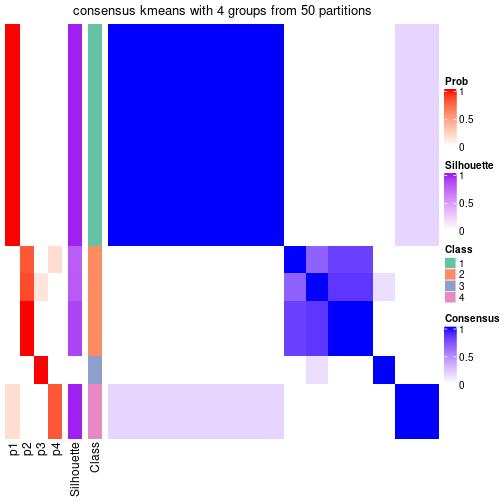 consensus kmeans with 4 groups from 50 partitions
Prob
1
0.5
0
Silhouette
1
0.5
0
Class
1
2
3
4
Consensus
1
0.5
0
p1
p2
p3
p4
Silhouette
Class